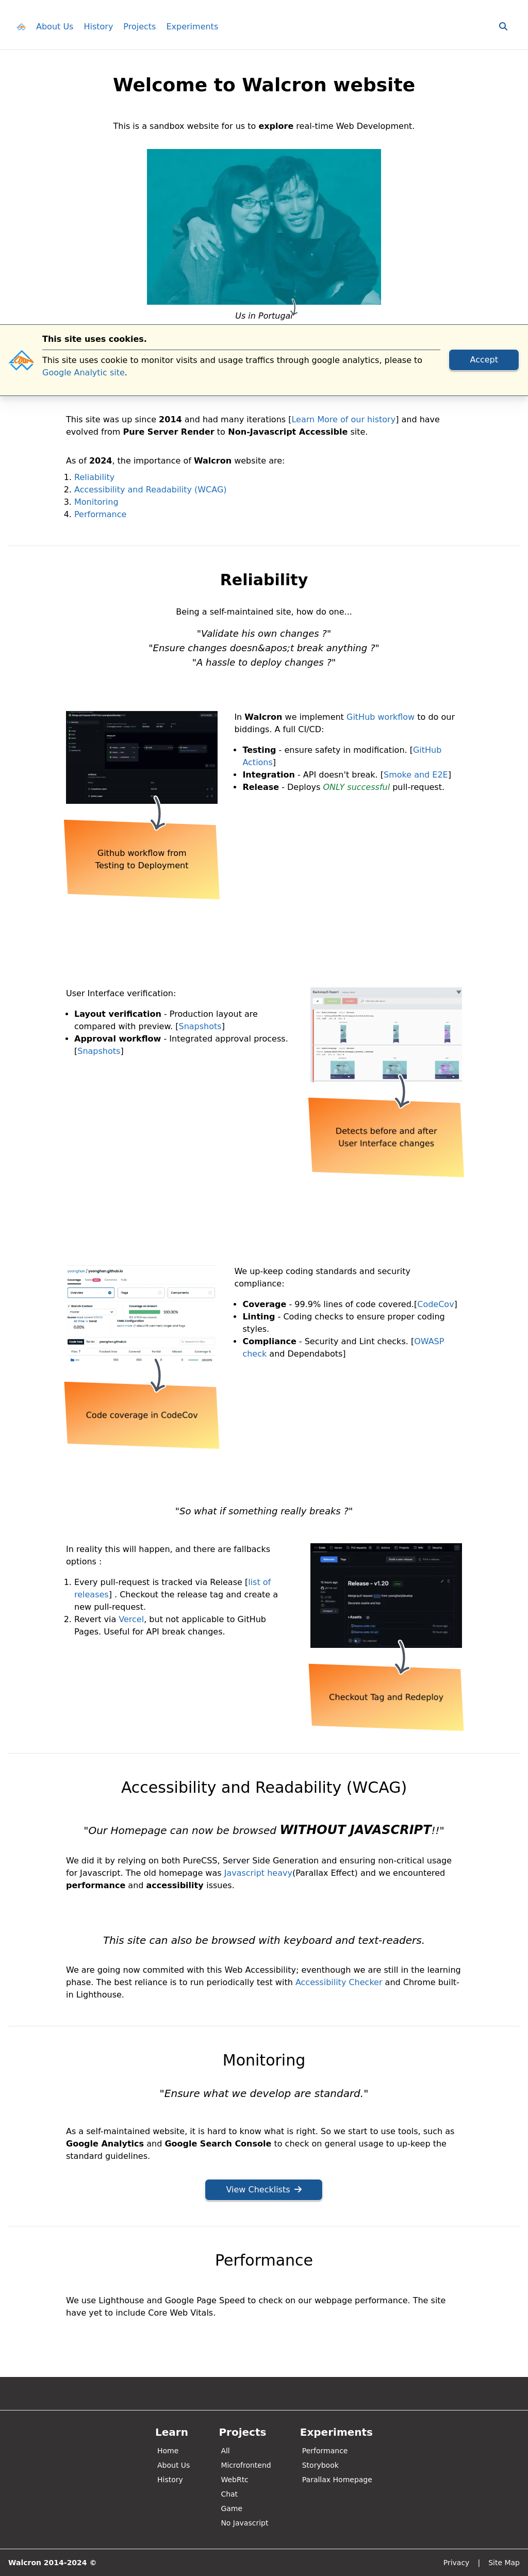 About Us History Projects Experiments
Welcome to Walcron website
This is a sandbox website for us to explore real-time Web Development.
Us in Portugal
This site uses cookies.
This site uses cookie to monitor visits and usage traffics through google analytics, please to
Google Analytic site.
Accept
This site was up since 2014 and had many iterations [Learn More of our history] and have
evolved from Pure Server Render to Non-Javascript Accessible site.
As of 2024, the importance of Walcron website are:
1. Reliability
2. Accessibility and Readability (WCAG)
3. Monitoring
4. Performance
Reliability
Being a self-maintained site, how do one...
"Validate his own changes ?"
"Ensure changes doesn&apos;t break anything ?"
"A hassle to deploy changes ?"
In Walcron we implement GitHub workflow to do our
biddings. A full CI/CD:
• Testing - ensure safety in modification. [GitHub
Actions]
• Integration - API doesn't break. [Smoke and E2E]
• Release - Deploys ONLY successful pull-request.
Github workflow from
Testing to Deployment
User Interface verification:
• Layout verification - Production layout are
compared with preview. [Snapshots]
• Approval workflow - Integrated approval process.
[Snapshots]
Detects before and after
User Interface changes
We up-keep coding standards and security
compliance:
• Coverage - 99.9% lines of code covered.[CodeCov]
• Linting - Coding checks to ensure proper coding
styles.
• Compliance - Security and Lint checks. [OWASP
check and Dependabots]
Code coverage in CodeCov
"So what if something really breaks ?"
In reality this will happen, and there are fallbacks
options :
1. Every pull-request is tracked via Release [list of
releases] . Checkout the release tag and create a
new pull-request.
2. Revert via Vercel, but not applicable to GitHub
Pages. Useful for API break changes.
Release - v1.20
Checkout Tag and Redeploy
Accessibility and Readability (WCAG)
"Our Homepage can now be browsed WITHOUT JAVASCRIPT!!"
We did it by relying on both PureCSS, Server Side Generation and ensuring non-critical usage
for Javascript. The old homepage was Javascript heavy(Parallax Effect) and we encountered
performance and accessibility issues.
This site can also be browsed with keyboard and text-readers.
We are going now commited with this Web Accessibility; eventhough we are still in the learning
phase. The best reliance is to run periodically test with Accessibility Checker and Chrome built-
in Lighthouse.
Monitoring
"Ensure what we develop are standard."
As a self-maintained website, it is hard to know what is right. So we start to use tools, such as
Google Analytics and Google Search Console to check on general usage to up-keep the
standard guidelines.
View Checklists
Performance
We use Lighthouse and Google Page Speed to check on our webpage performance. The site
have yet to include Core Web Vitals.
Learn
Home
About Us
History
Projects
All
Microfrontend
WebRtc
Chat
Game
No Javascript
Experiments
Performance
Storybook
Parallax Homepage
Walcron 2014-2024 ©
Privacy | Site Map